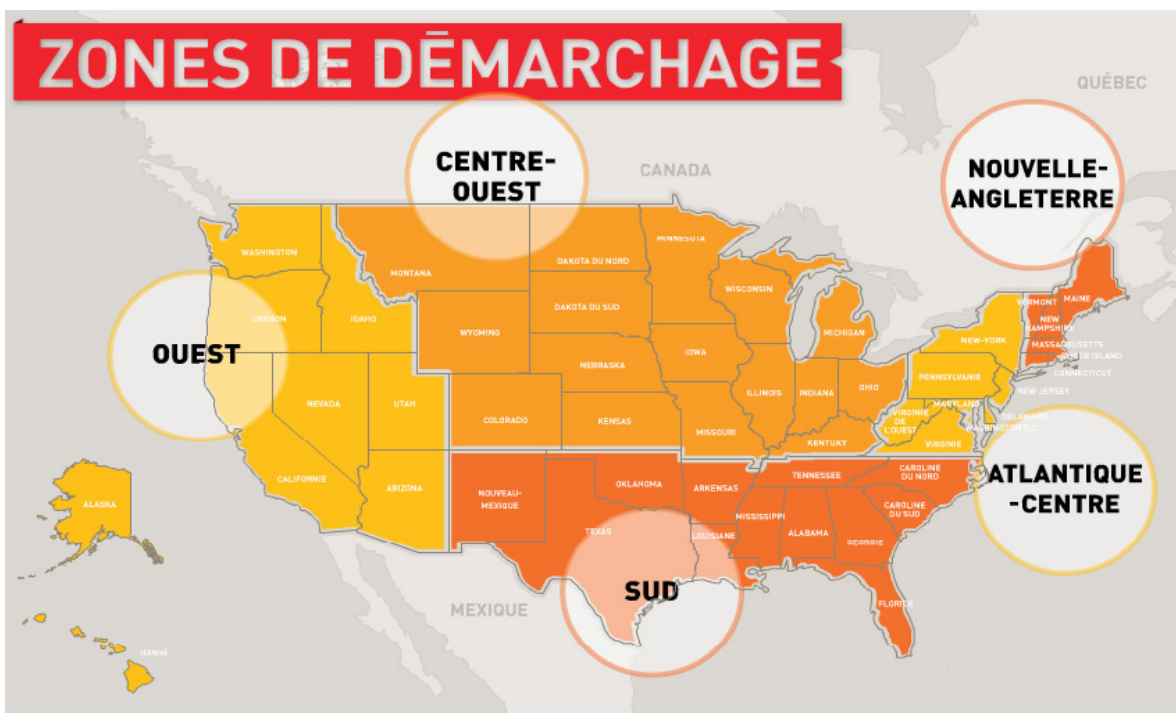 ZONES DE DĒMARCHAGE
QUÉBEC
CENTRE-
OUEST
CANADA
NOUVELLE-
ANGLETERRE
WASHINGTON
MONTANA
DAKOTA DU NORD
MINNESOTA
WISCONSIN
MICHIGAN
VERMONT
MAINE
NEW
HAMPSHIRE
MASSACHUSETTS
RHODE ISLAND
CONNECTICUT
OREGON
IDAHO
WYOMING
DAKOTA DU SUD
IOWA
NEW-YORK
OUEST
NEBRASKA
ILLINOIS
INDIANA
OHIO
PENNSYLVANIE
NEW JERSEY
MARYLAND
DELAWARE
WASHINGTON D.C.
NEVADA
UTAH
COLORADO
KENSAS
MISSOURI
KENTUKY
VIRGINIE
DE
L'OUEST
VIRGINIE
CALIFORNIE
ARIZONA
NOUVEAU-
MEXIQUE
OKLAHOMA
ARKENSAS
TENNESSEE
CAROLINE
DU NORD
ATLANTIQUE
-CENTRE
ALASKA
TEXAS
LOUISIANE
MISSISSIPPI
ALABAMA
GEORGIE
CAROLINE
DU SUD
SUD
MEXIQUE
FLORIDE
HAWAÏ